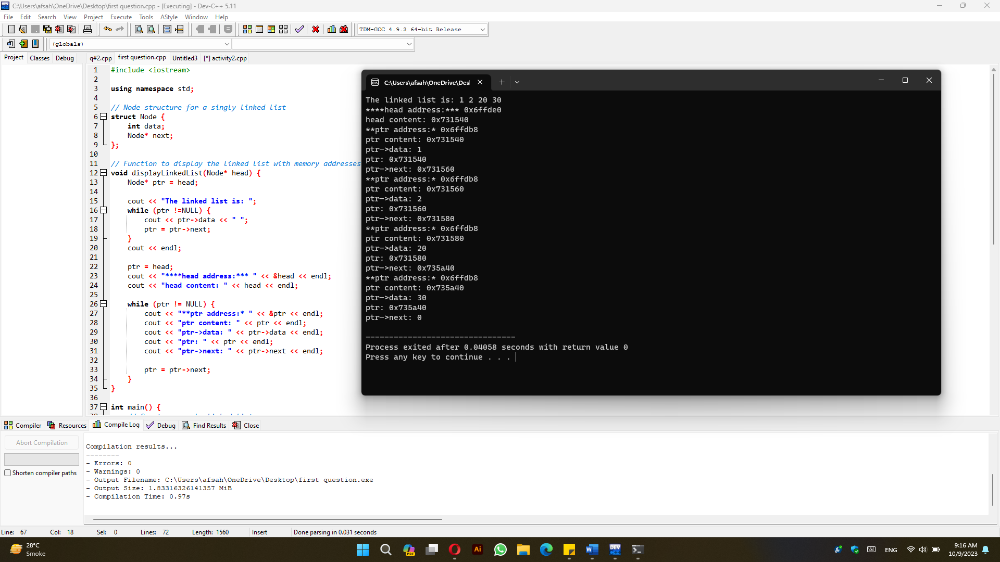 C:\Users\afsah\OneDrive\Desktop\first question.cpp - [Executing] - Dev-C++ 5.11
File Edit Search View Project Execute Tools AStyle Window Help
TDM-GCC 4.9.2 64-bit Release
(globals)
Project Classes Debug
q#2.cpp first question.cpp Untitled3 [*] activity2.cpp
1 #include <iostream>
2
3 using namespace std;
4
5 // Node structure for a singly linked list
6 struct Node {
7 int data;
8 Node* next;
9 };
10
11 // Function to display the linked list with memory addresses
12 void displayLinkedList(Node* head) {
13 Node* ptr = head;
14
15 cout << "The linked list is: ";
16 while (ptr !=NULL) {
17 cout << ptr->data << " ";
18 ptr = ptr->next;
19 }
20 cout << endl;
21
22 ptr = head;
23 cout << "****head address:*** " << &head << endl;
24 cout << "head content: " << head << endl;
25
26 while (ptr != NULL) {
27 cout << "**ptr address:* " << &ptr << endl;
28 cout << "ptr content: " << ptr << endl;
29 cout << "ptr->data: " << ptr->data << endl;
30 cout << "ptr: " << ptr << endl;
31 cout << "ptr->next: " << ptr->next << endl;
32
33 ptr = ptr->next;
34 }
35 }
36
37 int main() {
C:\Users\afsah\OneDrive\Des
The linked list is: 1 2 20 30
****head address:*** 0x6ffde0
head content: 0x731540
**ptr address:* 0x6ffdb8
ptr content: 0x731540
ptr->data: 1
ptr: 0x731540
ptr->next: 0x731560
**ptr address:* 0x6ffdb8
ptr content: 0x731560
ptr->data: 2
ptr: 0x731560
ptr->next: 0x731580
**ptr address:* 0x6ffdb8
ptr content: 0x731580
ptr->data: 20
ptr: 0x731580
ptr->next: 0x735a40
**ptr address:* 0x6ffdb8
ptr content: 0x735a40
ptr->data: 30
ptr: 0x735a40
ptr->next: 0
--------------------------------
Process exited after 0.04058 seconds with return value 0
Press any key to continue . . .
Compiler Resources Compile Log Debug Find Results Close
Abort Compilation
Shorten compiler paths
Compilation results...
--------
- Errors: 0
- Warnings: 0
- Output Filename: C:\Users\afsah\OneDrive\Desktop\first question.exe
- Output Size: 1.83316326141357 MiB
- Compilation Time: 0.97s
Line: 67 Col: 18 Sel: 0 Lines: 72 Length: 1560 Insert Done parsing in 0.031 seconds
28°C
Smoke
PRE
Ai
W
DEV
ENG
9:16 AM
10/9/2023